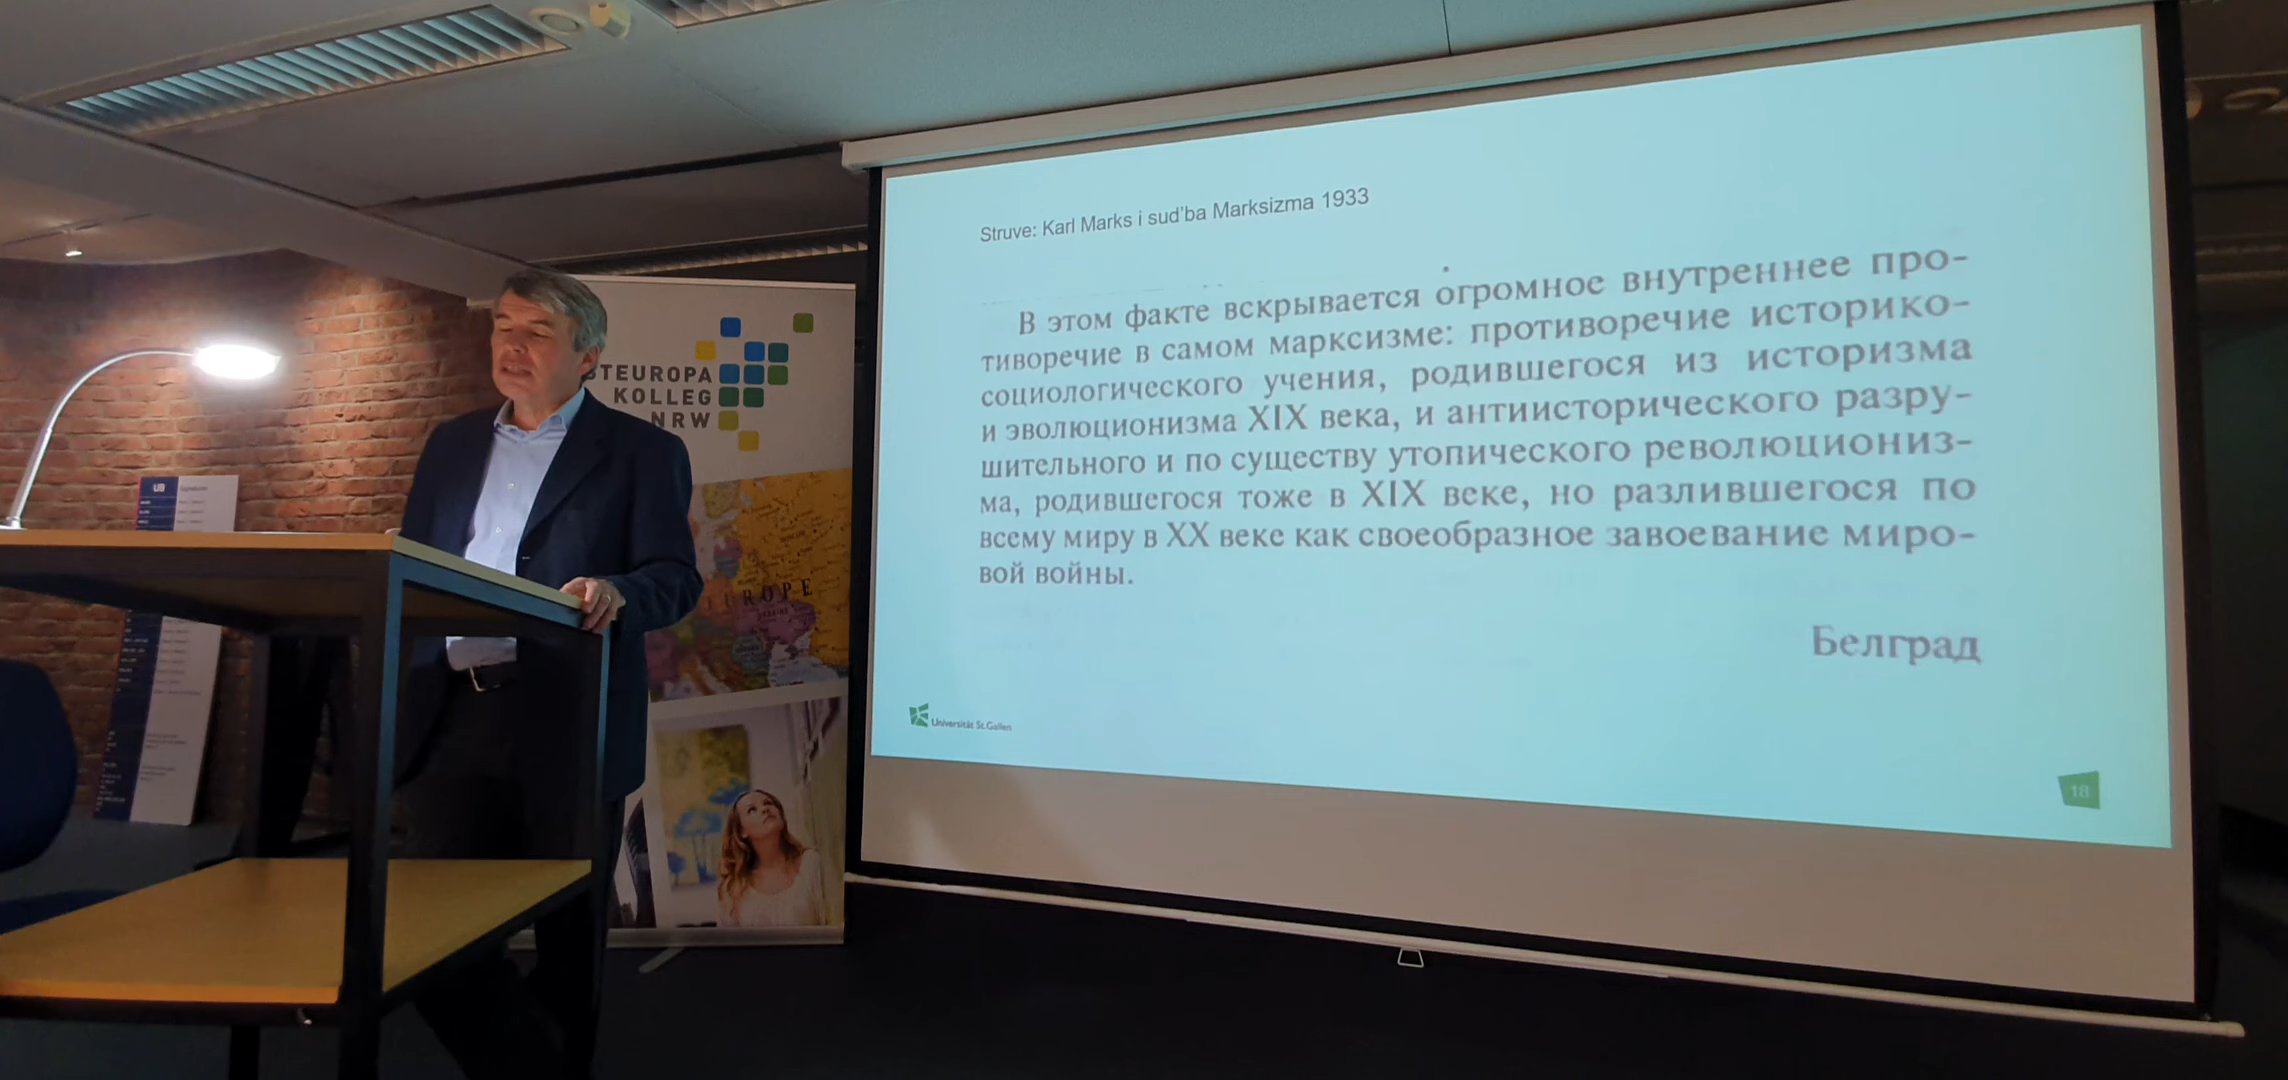 Struve: Karl Marks i sud'ba Marksizma 1933
В этом факте вскрывается огромное внутреннее про-
тиворечие в самом марксизме: противоречие историко-
социологического учения, родившегося из историзма
и эволюционизма XIX века, и антиисторического разру-
шительного и по существу утопического революциониз-
ма, родившегося тоже в XIX веке, но разлившегося по
всему миру в XX веке как своеобразное завоевание миро-
вой войны.
Белград
Universität St.Gallen
18
STEUROPA
KOLLEG
NRW
EUROPE
UB